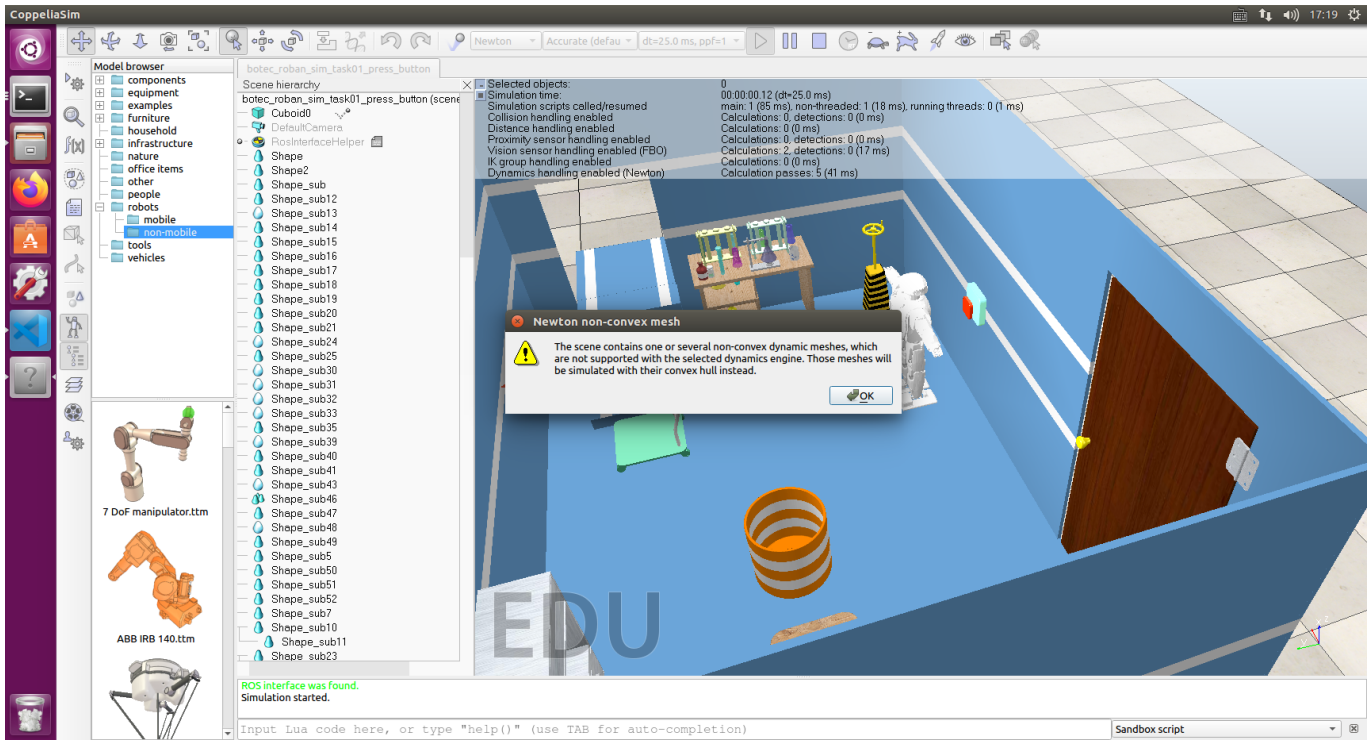 CoppeliaSim
17:19
Newton
Accurate (defau
dt=25.0 ms, ppf=1
Model browser
components
equipment
examples
furniture
household
infrastructure
nature
office items
other
people
robots
mobile
non-mobile
tools
vehicles
7 DoF manipulator.ttm
ABB IRB 140.ttm
botec_roban_sim_task01_press_button
Scene hierarchy
botec_roban_sim_task01_press_button (scene
Cuboid0
DefaultCamera
RosInterfaceHelper
Shape
Shape2
Shape_sub
Shape_sub12
Shape_sub13
Shape_sub14
Shape_sub15
Shape_sub16
Shape_sub17
Shape_sub18
Shape_sub19
Shape_sub20
Shape_sub21
Shape_sub24
Shape_sub25
Shape_sub30
Shape_sub31
Shape_sub32
Shape_sub33
Shape_sub35
Shape_sub39
Shape_sub40
Shape_sub41
Shape_sub43
Shape_sub46
Shape_sub47
Shape_sub48
Shape_sub49
Shape_sub5
Shape_sub50
Shape_sub51
Shape_sub52
Shape_sub7
Shape_sub10
Shape_sub11
Shape_sub23
Selected objects: 0
Simulation time: 00:00:00.12 (dt=25.0 ms)
Simulation scripts called/resumed main: 1 (85 ms), non-threaded: 1 (18 ms), running threads: 0 (1 ms)
Collision handling enabled Calculations: 0, detections: 0 (0 ms)
Distance handling enabled Calculations: 0 (0 ms)
Proximity sensor handling enabled Calculations: 0, detections: 0 (0 ms)
Vision sensor handling enabled (FBO) Calculations: 2, detections: 0 (17 ms)
IK group handling enabled Calculations: 0 (0 ms)
Dynamics handling enabled (Newton) Calculation passes: 5 (41 ms)
Newton non-convex mesh
The scene contains one or several non-convex dynamic meshes, which
are not supported with the selected dynamics engine. Those meshes will
be simulated with their convex hull instead.
OK
EDU
ROS interface was found.
Simulation started.
Input Lua code here, or type "help()" (use TAB for auto-completion)
Sandbox script